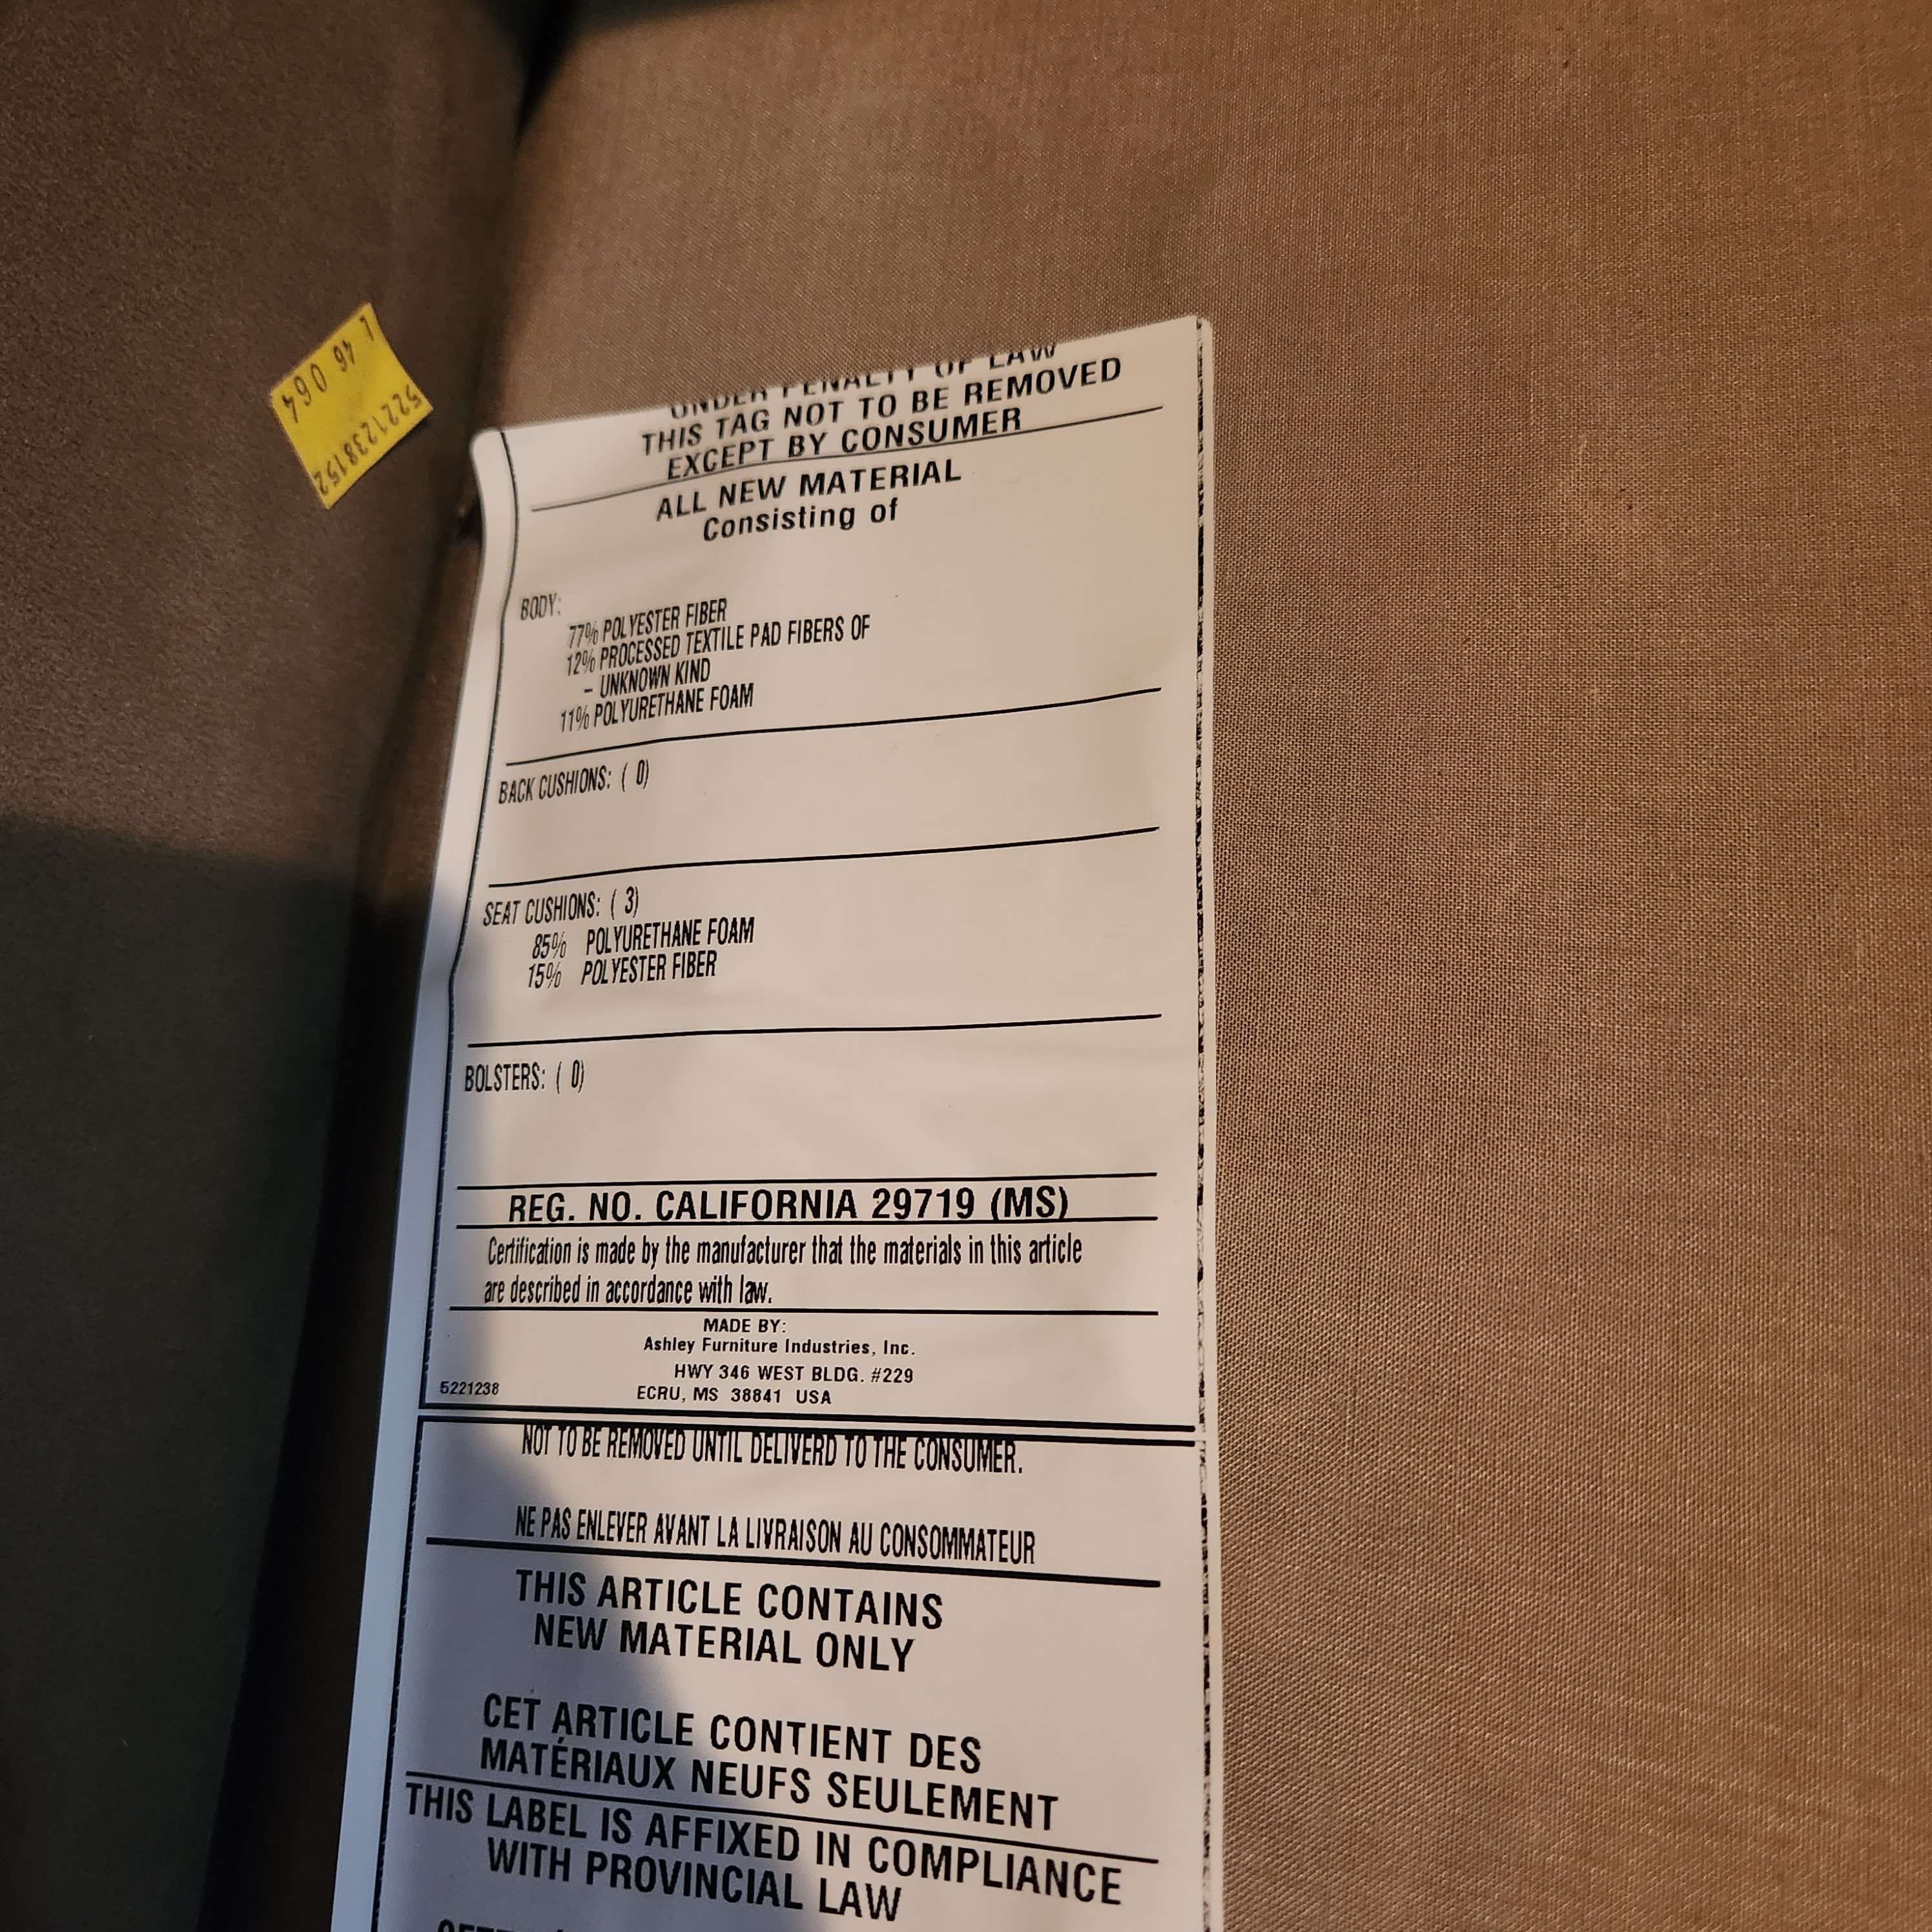 L 46 064
5221238152
UNDER PENALTY OF LAW
THIS TAG NOT TO BE REMOVED
EXCEPT BY CONSUMER
ALL NEW MATERIAL
Consisting of
BODY:
77% POLYESTER FIBER
12% PROCESSED TEXTILE PAD FIBERS OF
- UNKNOWN KIND
11% POLYURETHANE FOAM
BACK CUSHIONS: ( 0)
SEAT CUSHIONS: ( 3)
85% POLYURETHANE FOAM
15% POLYESTER FIBER
BOLSTERS: ( 0)
REG. NO. CALIFORNIA 29719 (MS)
Certification is made by the manufacturer that the materials in this article
are described in accordance with law.
MADE BY:
Ashley Furniture Industries, Inc.
HWY 346 WEST BLDG. #229
5221238 ECRU, MS 38841 USA
NOT TO BE REMOVED UNTIL DELIVERD TO THE CONSUMER.
NE PAS ENLEVER AVANT LA LIVRAISON AU CONSOMMATEUR
THIS ARTICLE CONTAINS
NEW MATERIAL ONLY
CET ARTICLE CONTIENT DES
MATÉRIAUX NEUFS SEULEMENT
THIS LABEL IS AFFIXED IN COMPLIANCE
WITH PROVINCIAL LAW